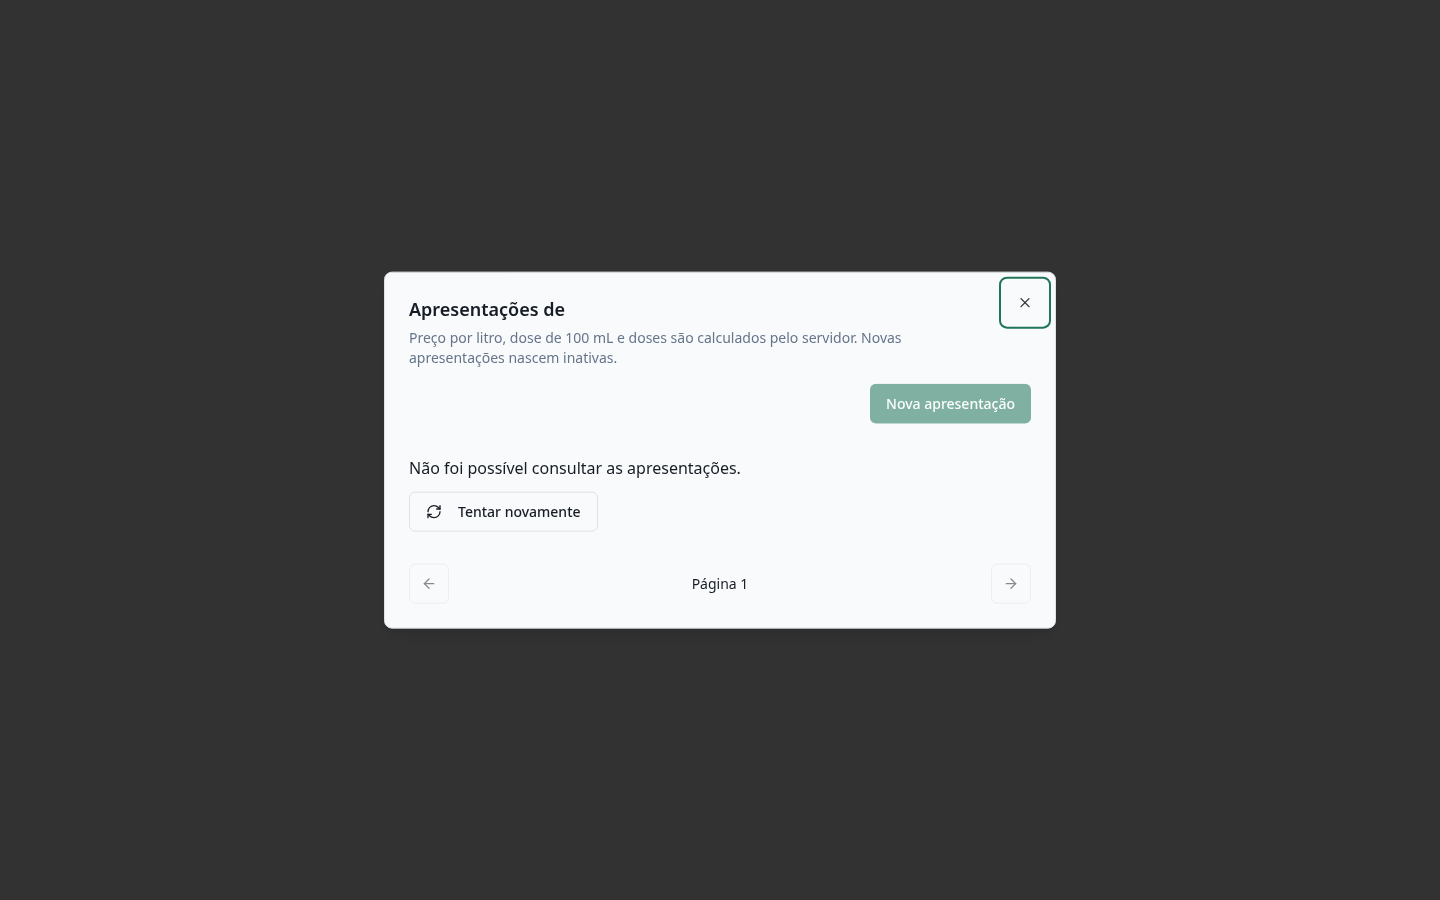 Apresentações de
Preço por litro, dose de 100 mL e doses são calculados pelo servidor. Novas
apresentações nascem inativas.
Nova apresentação
Não foi possível consultar as apresentações.
Tentar novamente
Página 1